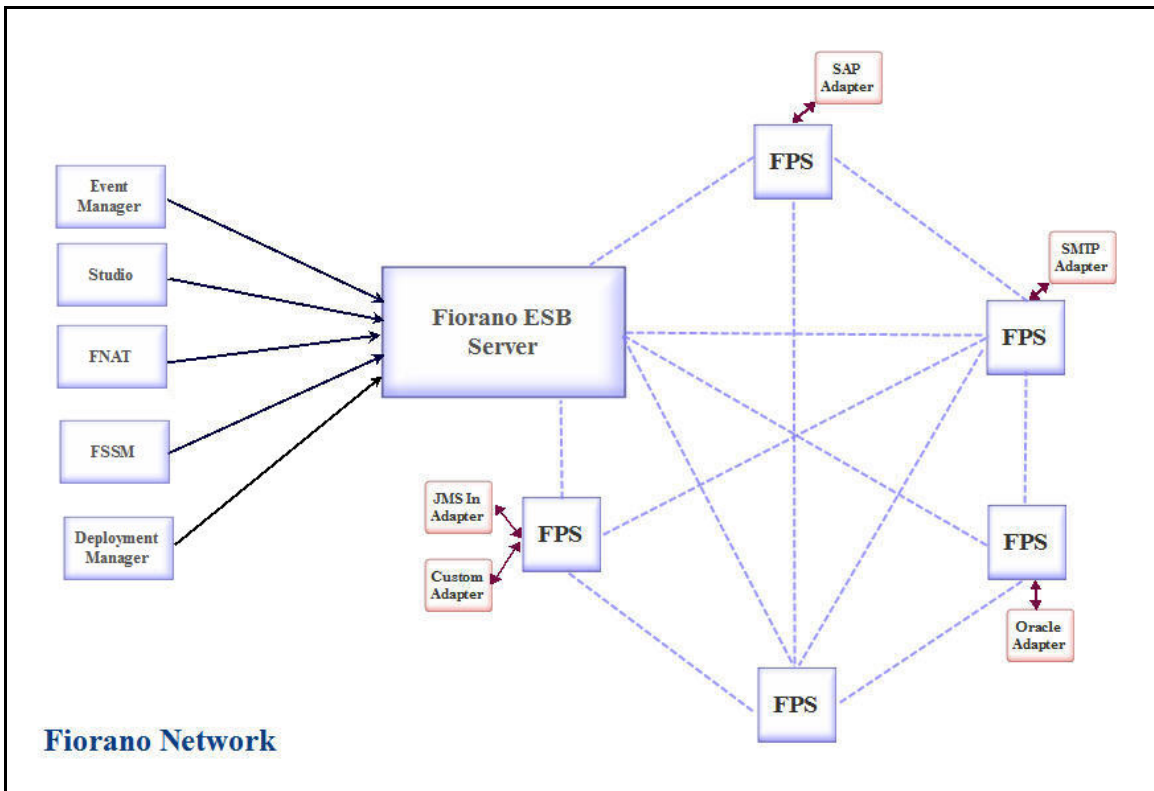 Event
Manager
Studio
FNAT
FSSM
Deployment
Manager
Fiorano ESB
Server
SAP
Adapter
FPS
SMTP
Adapter
FPS
JMS In
Adapter
Custom
Adapter
FPS
FPS
Oracle
Adapter
FPS
Fiorano Network